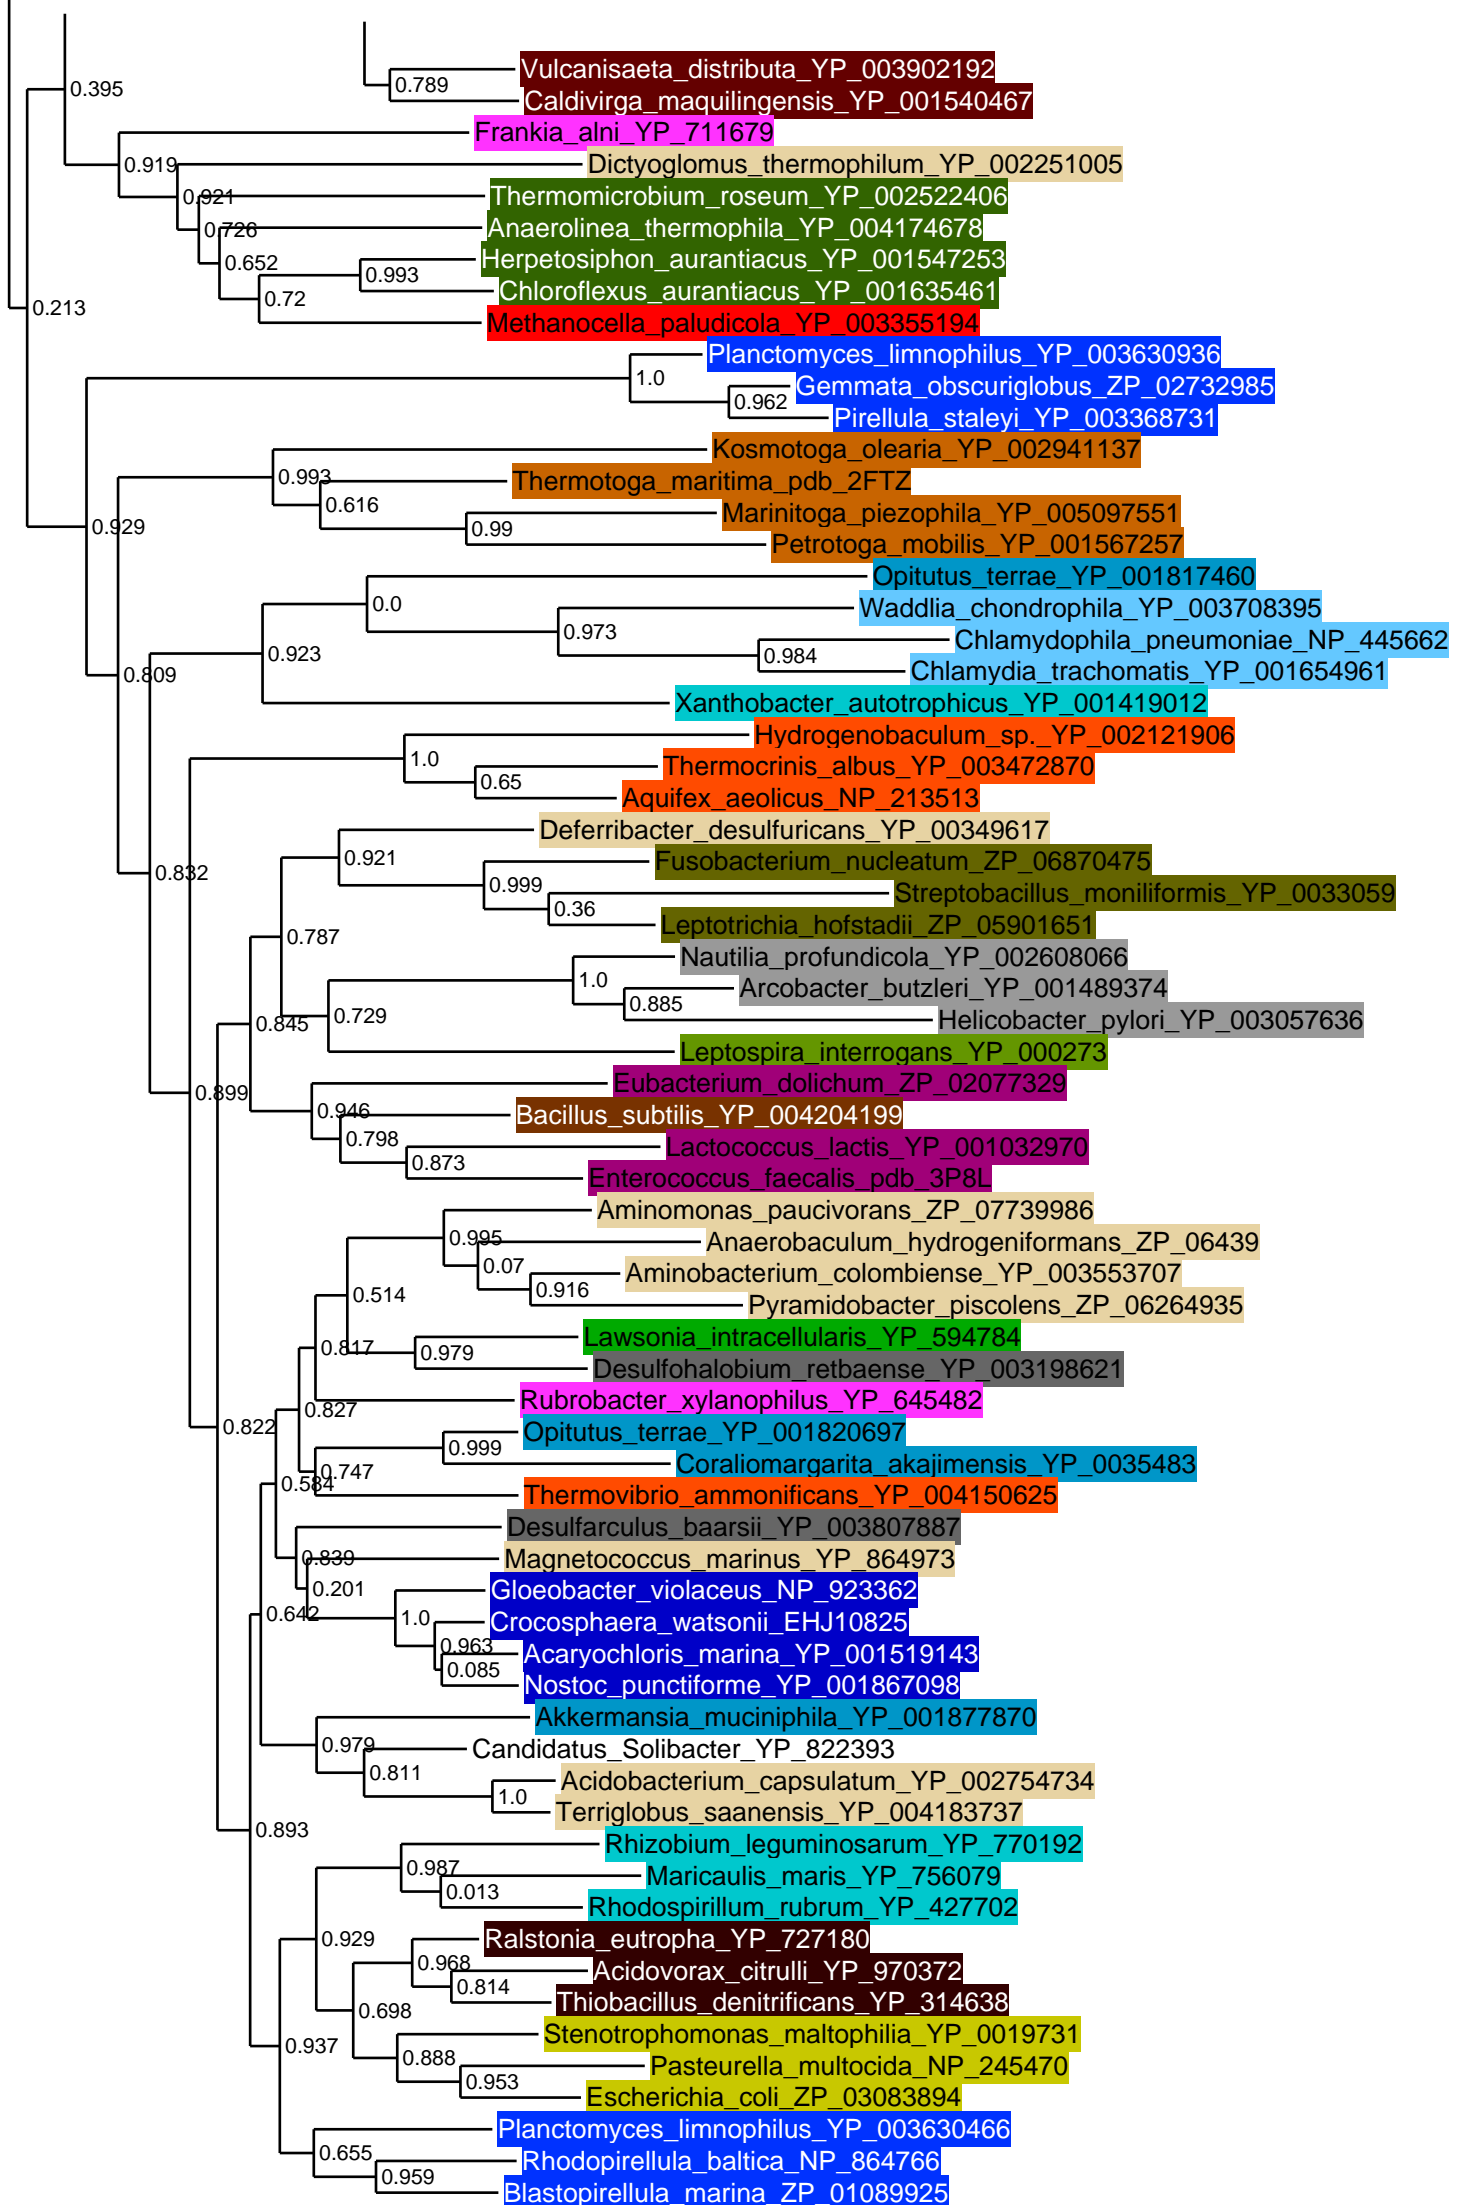 Vulcanisaeta_distributa_YP_003902192
0.789
0.395
Caldivirga_maquilingensis_YP_001540467
Frankia_alni_YP_711679
0.919
Dictyoglomus_thermophilum_YP_002251005
0.921
Thermomicrobium_roseum_YP_002522406
0.726
Anaerolinea_thermophila_YP_004174678
0.652
Herpetosiphon_aurantiacus_YP_001547253
0.993
Chloroflexus_aurantiacus_YP_001635461
0.72
0.213
Methanocella_paludicola_YP_003355194
Planctomyces_limnophilus_YP_003630936
1.0
Gemmata_obscuriglobus_ZP_02732985
0.962
Pirellula_staleyi_YP_003368731
Kosmotoga_olearia_YP_002941137
0.993
Thermotoga_maritima_pdb_2FTZ
0.616
Marinitoga_piezophila_YP_005097551
0.929
0.99
Petrotoga_mobilis_YP_001567257
Opitutus_terrae_YP_001817460
0.0
Waddlia_chondrophila_YP_003708395
0.973
Chlamydophila_pneumoniae_NP_445662
0.923
0.984
Chlamydia_trachomatis_YP_001654961
0.809
Xanthobacter_autotrophicus_YP_001419012
Hydrogenobaculum_sp._YP_002121906
1.0
Thermocrinis_albus_YP_003472870
0.65
Aquifex_aeolicus_NP_213513
Deferribacter_desulfuricans_YP_00349617
0.921
Fusobacterium_nucleatum_ZP_06870475
0.832
0.999
Streptobacillus_moniliformis_YP_0033059
0.36
Leptotrichia_hofstadii_ZP_05901651
0.787
Nautilia_profundicola_YP_002608066
1.0
Arcobacter_butzleri_YP_001489374
0.885
0.845
0.729
Helicobacter_pylori_YP_003057636
Leptospira_interrogans_YP_000273
Eubacterium_dolichum_ZP_02077329
0.899
0.946
Bacillus_subtilis_YP_004204199
0.798
Lactococcus_lactis_YP_001032970
0.873
Enterococcus_faecalis_pdb_3P8L
Aminomonas_paucivorans_ZP_07739986
0.995
Anaerobaculum_hydrogeniformans_ZP_06439
0.07
Aminobacterium_colombiense_YP_003553707
0.916
0.514
Pyramidobacter_piscolens_ZP_06264935
Lawsonia_intracellularis_YP_594784
0.817
0.979
Desulfohalobium_retbaense_YP_003198621
Rubrobacter_xylanophilus_YP_645482
0.827
0.822
Opitutus_terrae_YP_001820697
0.999
Coraliomargarita_akajimensis_YP_0035483
0.747
0.584
Thermovibrio_ammonificans_YP_004150625
Desulfarculus_baarsii_YP_003807887
0.839
Magnetococcus_marinus_YP_864973
0.201
Gloeobacter_violaceus_NP_923362
0.642
1.0
Crocosphaera_watsonii_EHJ10825
0.963
Acaryochloris_marina_YP_001519143
0.085
Nostoc_punctiforme_YP_001867098
Akkermansia_muciniphila_YP_001877870
0.979
Candidatus_Solibacter_YP_822393
0.811
Acidobacterium_capsulatum_YP_002754734
1.0
Terriglobus_saanensis_YP_004183737
0.893
Rhizobium_leguminosarum_YP_770192
0.987
Maricaulis_maris_YP_756079
0.013
Rhodospirillum_rubrum_YP_427702
0.929
Ralstonia_eutropha_YP_727180
0.968
Acidovorax_citrulli_YP_970372
0.814
Thiobacillus_denitrificans_YP_314638
0.698
Stenotrophomonas_maltophilia_YP_0019731
0.937
0.888
Pasteurella_multocida_NP_245470
0.953
Escherichia_coli_ZP_03083894
Planctomyces_limnophilus_YP_003630466
0.655
Rhodopirellula_baltica_NP_864766
0.959
Blastopirellula_marina_ZP_01089925